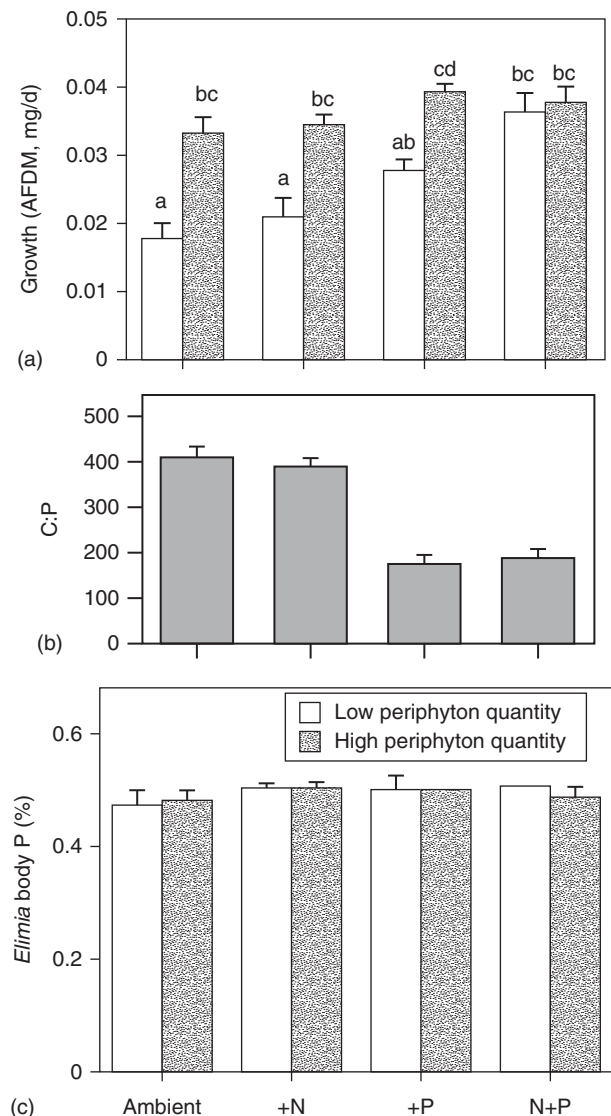 0.05
0.04
0.03
0.02
0.01
0
Growth (AFDM, mg/d)
a
bc
a
bc
ab
cd
bc
bc
(a)
500
400
300
200
100
0
C:P
(b)
Low periphyton quantity
High periphyton quantity
0.6
0.4
0.2
0
Elimia body P (%)
(c)
Ambient
+N
+P
N+P